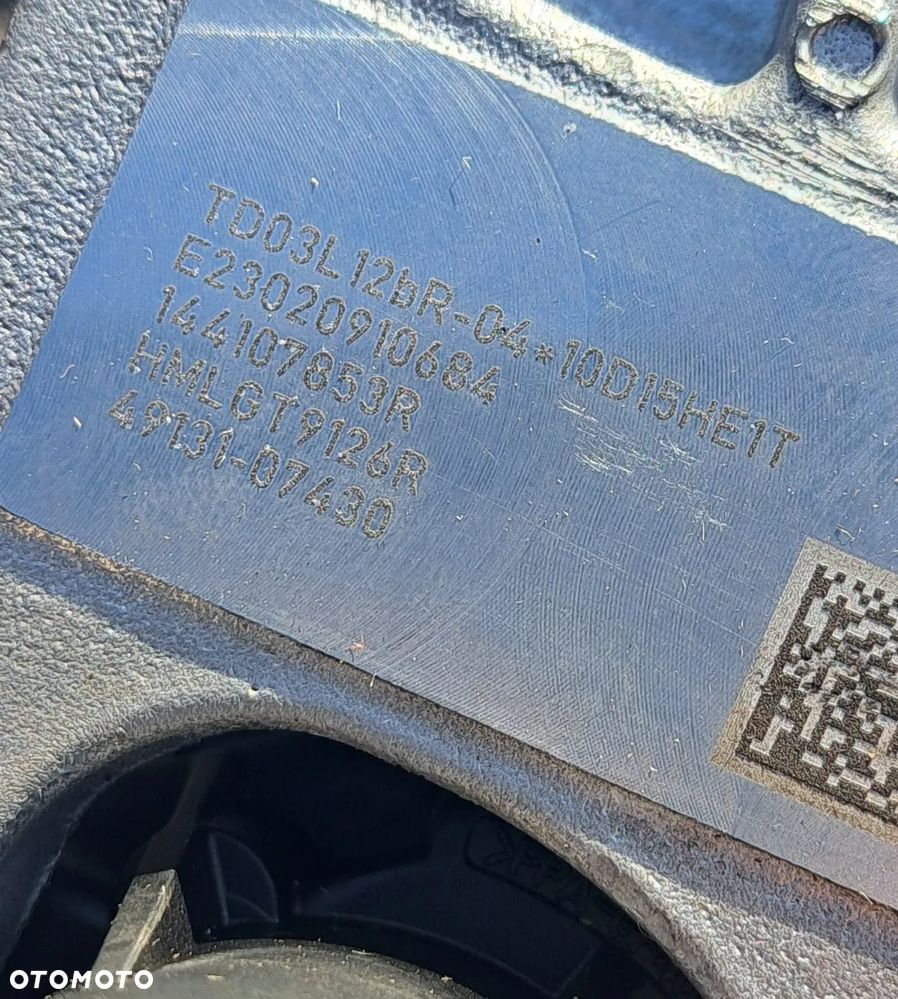 TD03L12bR-04*10D15HE1T
E23020910684
144107853R
HMLGT9126R
49131-07430
OTOMOTO